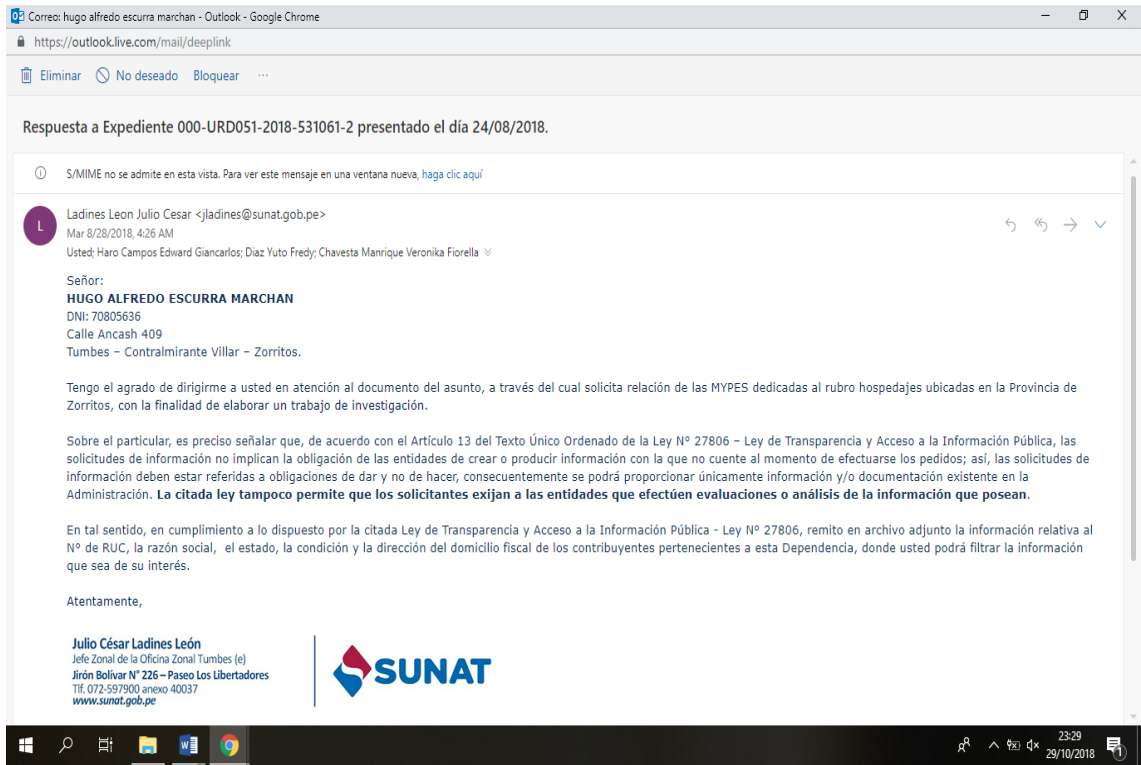 Correo: hugo alfredo escurra marchan - Outlook - Google Chrome
https://outlook.live.com/mail/deeplink
Eliminar No deseado Bloquear ...
Respuesta a Expediente 000-URD051-2018-531061-2 presentado el día 24/08/2018.
S/MIME no se admite en esta vista. Para ver este mensaje en una ventana nueva, haga clic aquí
L
Ladines Leon Julio Cesar <jladines@sunat.gob.pe>
Mar 8/28/2018, 4:26 AM
Usted; Haro Campos Edward Giancarlos; Diaz Yuto Fredy; Chavesta Manrique Veronika Fiorella
Señor:
HUGO ALFREDO ESCURRA MARCHAN
DNI: 70805636
Calle Ancash 409
Tumbes – Contralmirante Villar – Zorritos.
Tengo el agrado de dirigirme a usted en atención al documento del asunto, a través del cual solicita relación de las MYPES dedicadas al rubro hospedajes ubicadas en la Provincia de
Zorritos, con la finalidad de elaborar un trabajo de investigación.
Sobre el particular, es preciso señalar que, de acuerdo con el Artículo 13 del Texto Único Ordenado de la Ley Nº 27806 – Ley de Transparencia y Acceso a la Información Pública, las
solicitudes de información no implican la obligación de las entidades de crear o producir información con la que no cuente al momento de efectuarse los pedidos; así, las solicitudes de
información deben estar referidas a obligaciones de dar y no de hacer, consecuentemente se podrá proporcionar únicamente información y/o documentación existente en la
Administración. La citada ley tampoco permite que los solicitantes exijan a las entidades que efectúen evaluaciones o análisis de la información que posean.
En tal sentido, en cumplimiento a lo dispuesto por la citada Ley de Transparencia y Acceso a la Información Pública - Ley Nº 27806, remito en archivo adjunto la información relativa al
Nº de RUC, la razón social, el estado, la condición y la dirección del domicilio fiscal de los contribuyentes pertenecientes a esta Dependencia, donde usted podrá filtrar la información
que sea de su interés.
Atentamente,
Julio César Ladines León
Jefe Zonal de la Oficina Zonal Tumbes (e)
Jirón Bolívar N° 226 – Paseo Los Libertadores
Tlf. 072-597900 anexo 40037
www.sunat.gob.pe
SUNAT
23:29
29/10/2018
1